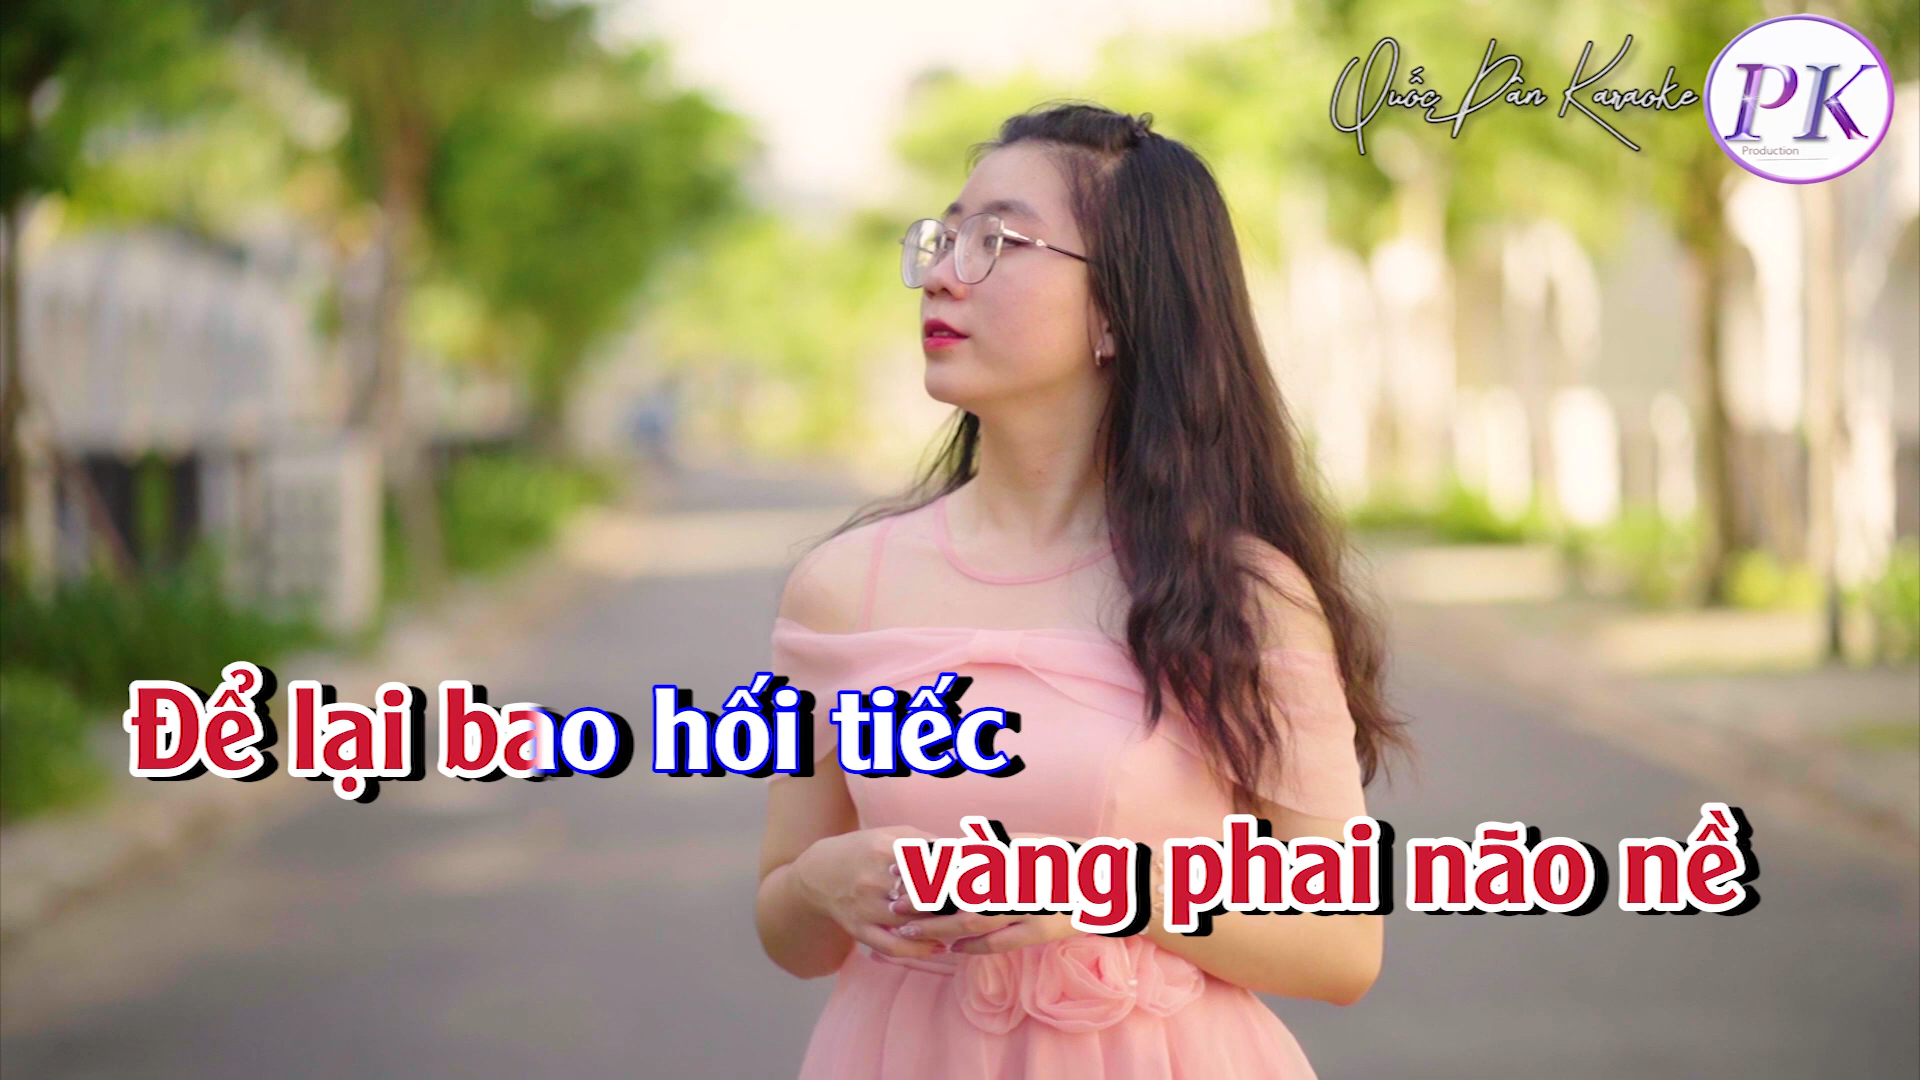 Quốc Dân Karaoke
PK
Production
Để lại bao hối tiếc
vàng phai não nề